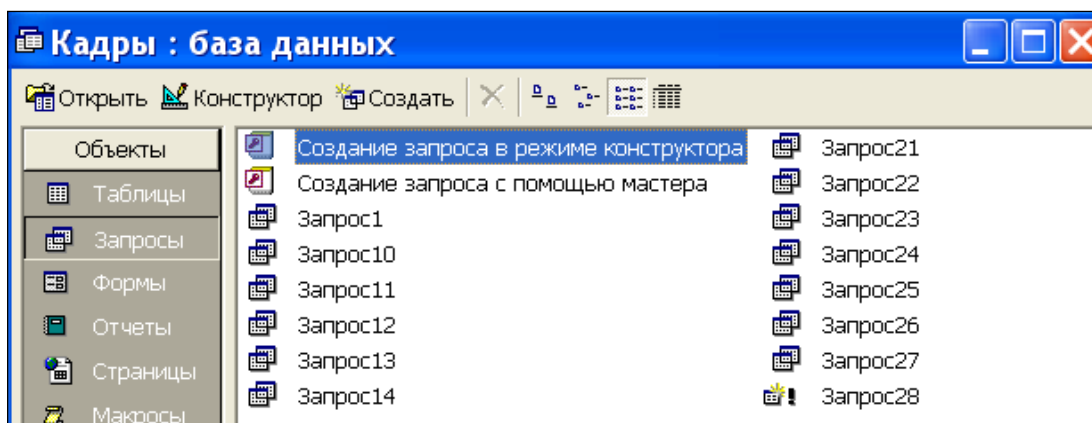 Кадры : база данных
Открыть Конструктор Создать
Объекты
Таблицы
Запросы
Формы
Отчеты
Страницы
Макросы
Создание запроса в режиме конструктора
Создание запроса с помощью мастера
Запрос1
Запрос10
Запрос11
Запрос12
Запрос13
Запрос14
Запрос21
Запрос22
Запрос23
Запрос24
Запрос25
Запрос26
Запрос27
Запрос28